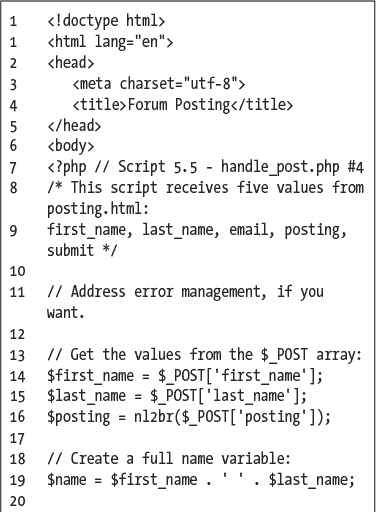 1 <!doctype html>
1 <html lang="en">
2 <head>
3 <meta charset="utf-8">
4 <title>Forum Posting</title>
5 </head>
6 <body>
7 <?php // Script 5.5 - handle_post.php #4
8 /* This script receives five values from
posting.html:
9 first_name, last_name, email, posting,
submit */
10
11 // Address error management, if you
want.
12
13 // Get the values from the $_POST array:
14 $first_name = $_POST['first_name'];
15 $last_name = $_POST['last_name'];
16 $posting = nl2br($_POST['posting']);
17
18 // Create a full name variable:
19 $name = $first_name . ' ' . $last_name;
20